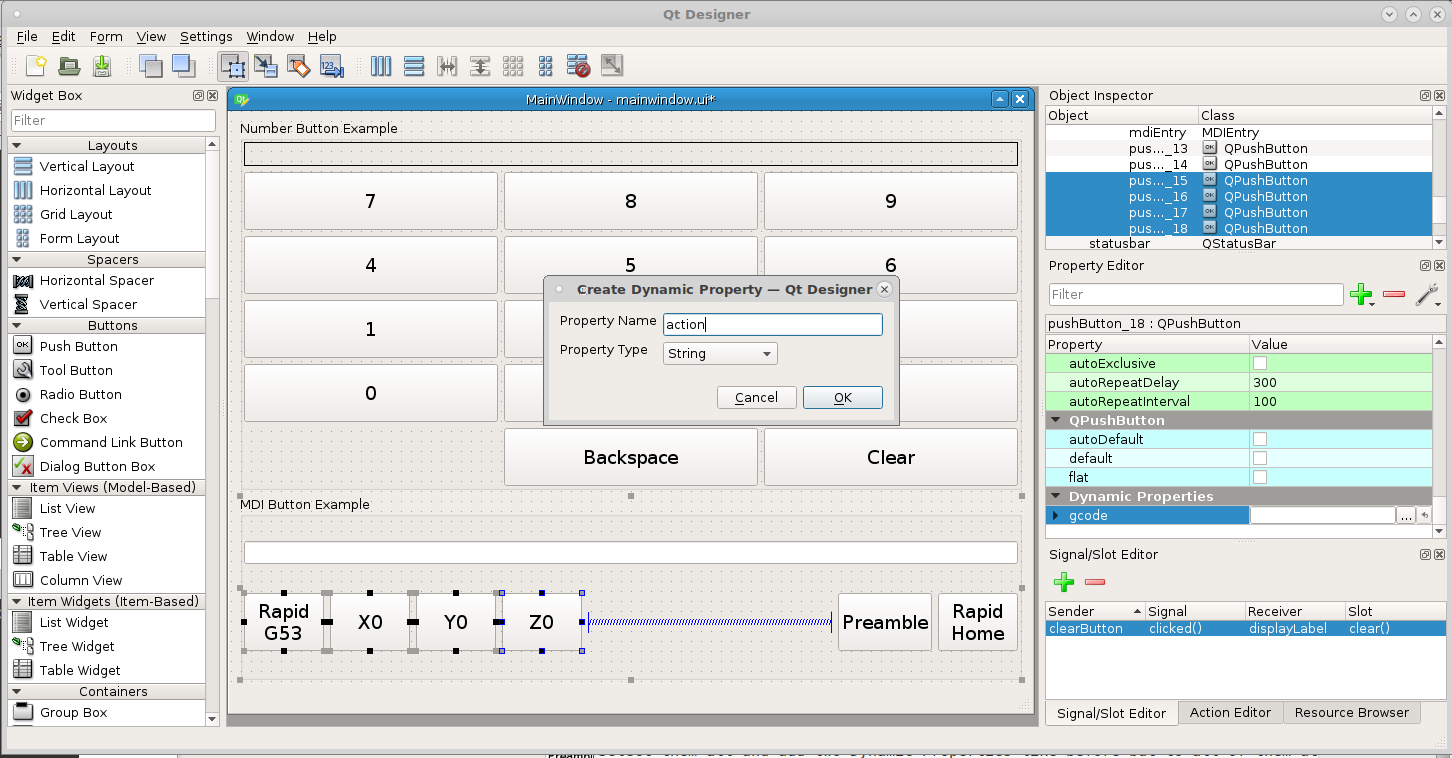 Qt Designer
File Edit Form View Settings Window Help
Widget Box
Filter
Layouts
Vertical Layout
Horizontal Layout
Grid Layout
Form Layout
Spacers
Horizontal Spacer
Vertical Spacer
Buttons
Push Button
Tool Button
Radio Button
Check Box
Command Link Button
Dialog Button Box
Item Views (Model-Based)
List View
Tree View
Table View
Column View
Item Widgets (Item-Based)
List Widget
Tree Widget
Table Widget
Containers
Group Box
MainWindow - mainwindow.ui*
Number Button Example
7 8 9
4 5 6
1
0
Backspace Clear
MDI Button Example
Rapid
G53
X0 Y0 Z0
Preamble
Rapid
Home
Create Dynamic Property — Qt Designer
Property Name action
Property Type String
Cancel OK
Object Inspector
Object Class
mdiEntry MDIEntry
pus..._13 QPushButton
pus..._14 QPushButton
pus..._15 QPushButton
pus..._16 QPushButton
pus..._17 QPushButton
pus..._18 QPushButton
statusbar QStatusBar
Property Editor
Filter
pushButton_18 : QPushButton
Property Value
autoExclusive
autoRepeatDelay 300
autoRepeatInterval 100
QPushButton
autoDefault
default
flat
Dynamic Properties
gcode ...
Signal/Slot Editor
Sender Signal Receiver Slot
clearButton clicked() displayLabel clear()
Signal/Slot Editor Action Editor Resource Browser